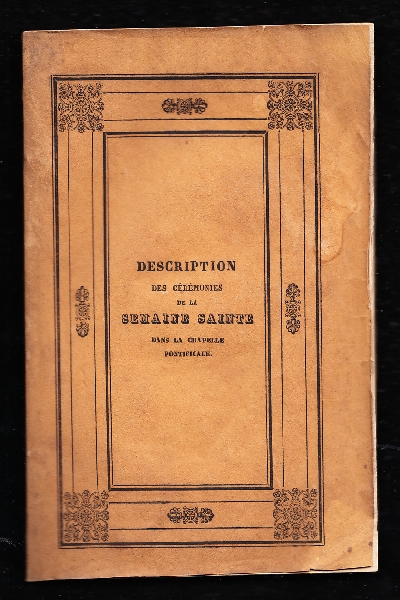 DESCRIPTION
DES CÉRÉMONIES
DE LA
SEMAINE SAINTE
DANS LA CHAPELLE
PONTIFICALE.